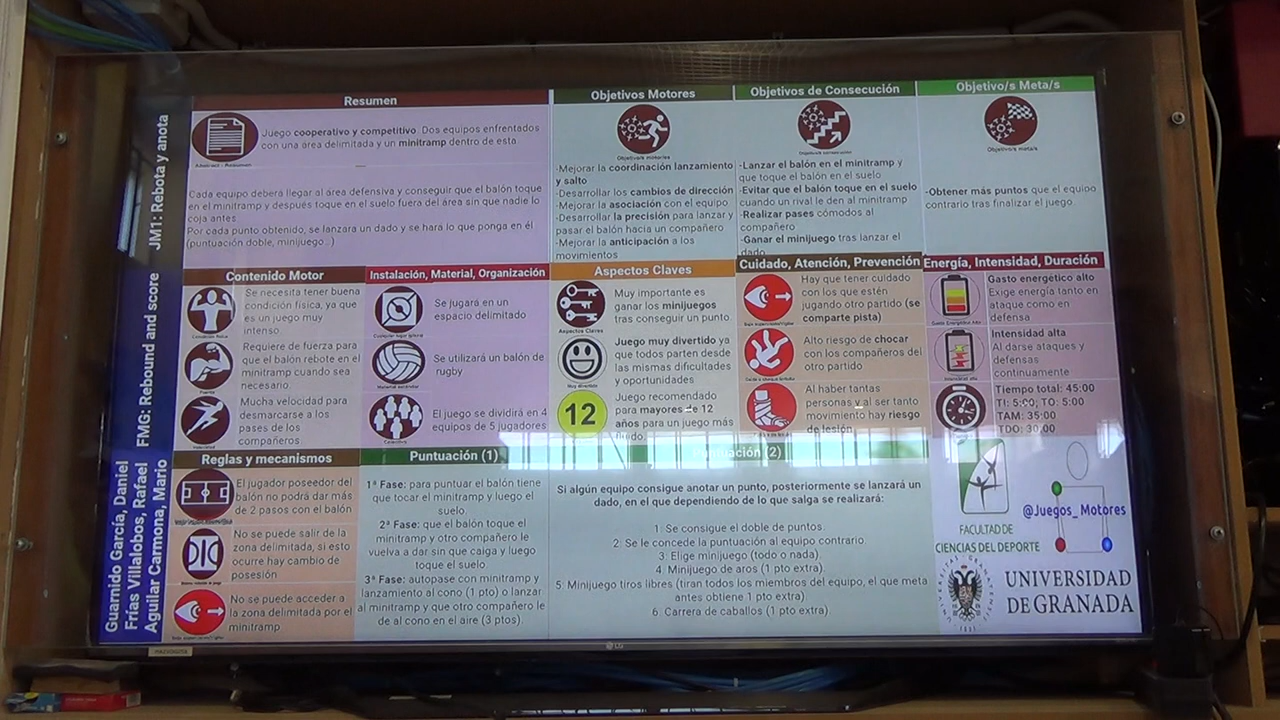 JM1: Rebota y anota
FMG: Rebound and score
Guarnido García, Daniel
Frías Villalobos, Rafael
Aguilar Carmona, Mario
Resumen
Juego cooperativo y competitivo. Dos equipos enfrentados
con una área delimitada y un minitramp dentro de esta
Abstract - Resumen
Cada equipo deberá llegar al área defensiva y conseguir que el balón toque
en el minitramp y después toque en el suelo fuera del área sin que nadie lo
coja antes.
Por cada punto obtenido, se lanzara un dado y se hará lo que ponga en él
(puntuación doble, minijuego...)
Objetivos Motores
-Mejorar la coordinación lanzamiento
y salto
-Desarrollar los cambios de dirección
-Mejorar la asociación con el equipo
-Desarrollar la precisión para lanzar y
pasar el balón hacia un compañero
-Mejorar la anticipación a los
movimientos
Objetivos de Consecución
-Lanzar el balón en el minitramp y
que toque el balón en el suelo
-Evitar que el balón toque en el suelo
cuando un rival le den al minitramp
-Realizar pases cómodos al
compañero
-Ganar el minijuego tras lanzar el
dado
Objetivo/s Meta/s
-Obtener más puntos que el equipo
contrario tras finalizar el juego.
Contenido Motor
Se necesita tener buena
condición física, ya que
es un juego muy
intenso.
Requiere de fuerza para
que el balón rebote en el
minitramp cuando sea
necesario.
Mucha velocidad para
desmarcarse a los
pases de los
compañeros
Instalación, Material, Organización
Se jugará en un
espacio delimitado
Se utilizará un balón de
rugby
El juego se dividirá en 4
equipos de 5 jugadores
Aspectos Claves
Aspectos Claves
Muy importante es
ganar los minijuegos
tras conseguir un punto
Muy divertido
Juego muy divertido ya
que todos parten desde
las mismas dificultades
y oportunidades
12
Juego recomendado
para mayores de 12
años para un juego más
fluido.
Cuidado, Atención, Prevención
Hay que tener cuidado
con los que estén
jugando otro partido (se
comparte pista)
Alto riesgo de chocar
con los compañeros del
otro partido
Al haber tantas
personas y al ser tanto
movimiento hay riesgo
de lesión
Energía, Intensidad, Duración
Gasto energético alto
Exige energía tanto en
ataque como en
defensa
Intensidad alta
Al darse ataques y
defensas
continuamente
Tiempo total: 45:00
TI: 5:00; TO: 5:00
TAM: 35:00
TDO: 30:00
Reglas y mecanismos
El jugador poseedor del
balón no podrá dar más
de 2 pasos con el balón
No se puede salir de la
zona delimitada, si esto
ocurre hay cambio de
posesión
No se puede acceder a
la zona delimitada por el
minitramp
Puntuación (1)
1ª Fase: para puntuar el balón tiene
que tocar el minitramp y luego el
suelo.
2ª Fase: que el balón toque el
minitramp y otro compañero le
vuelva a dar sin que caiga y luego
toque el suelo
3ª Fase: autopase con minitramp y
lanzamiento al cono (1 pto) o lanzar
al minitramp y que otro compañero le
de al cono en el aire (3 ptos).
Puntuación (2)
Si algún equipo consigue anotar un punto, posteriormente se lanzará un
dado, en el que dependiendo de lo que salga se realizará:
1. Se consigue el doble de puntos.
2. Se le concede la puntuación al equipo contrario.
3: Elige minijuego (todo o nada).
4. Minijuego de aros (1 pto extra).
5: Minijuego tiros libres (tiran todos los miembros del equipo, el que meta
antes obtiene 1 pto extra)
6. Carrera de caballos (1 pto extra).
@Juegos_Motores
FACULTAD DE
CIENCIAS DEL DEPORTE
UNIVERSIDAD
DE GRANADA
LG